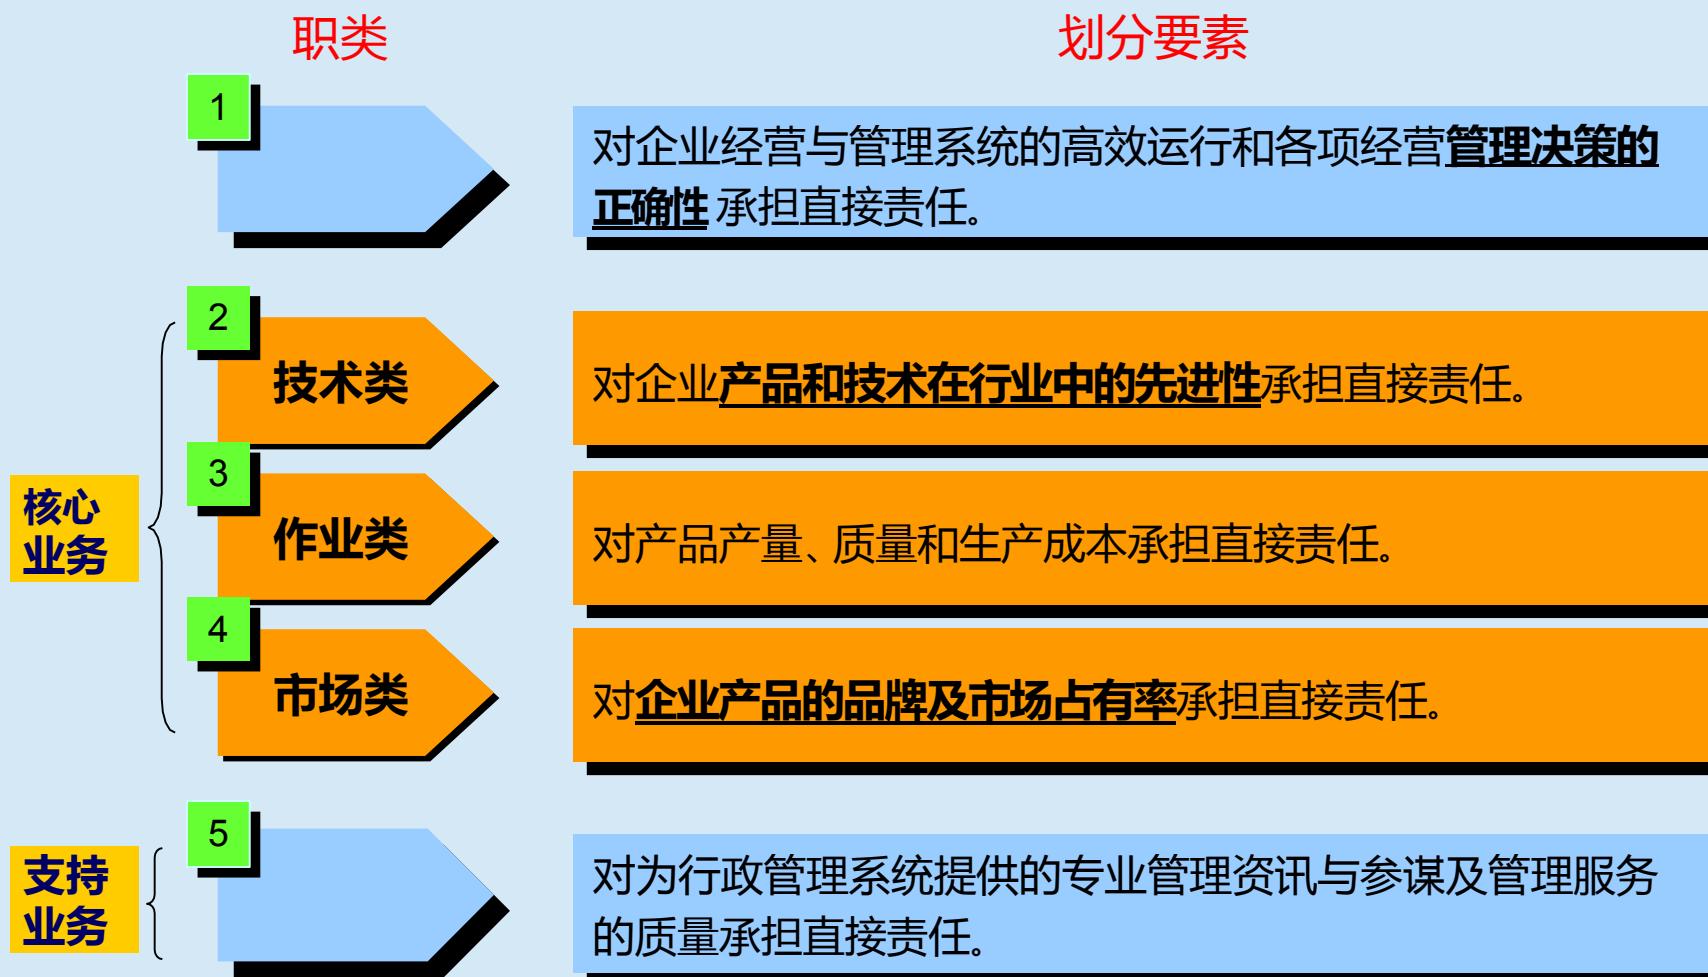 职类
划分要素
1
对企业经营与管理系统的高效运行和各项经营管理决策的
正确性承担直接责任。
2
技术类
对企业产品和技术在行业中的先进性承担直接责任。
核心
业务
3
作业类
对产品产量、质量和生产成本承担直接责任。
4
市场类
对企业产品的品牌及市场占有率承担直接责任。
支持
业务
5
对为行政管理系统提供的专业管理资讯与参谋及管理服务
的质量承担直接责任。